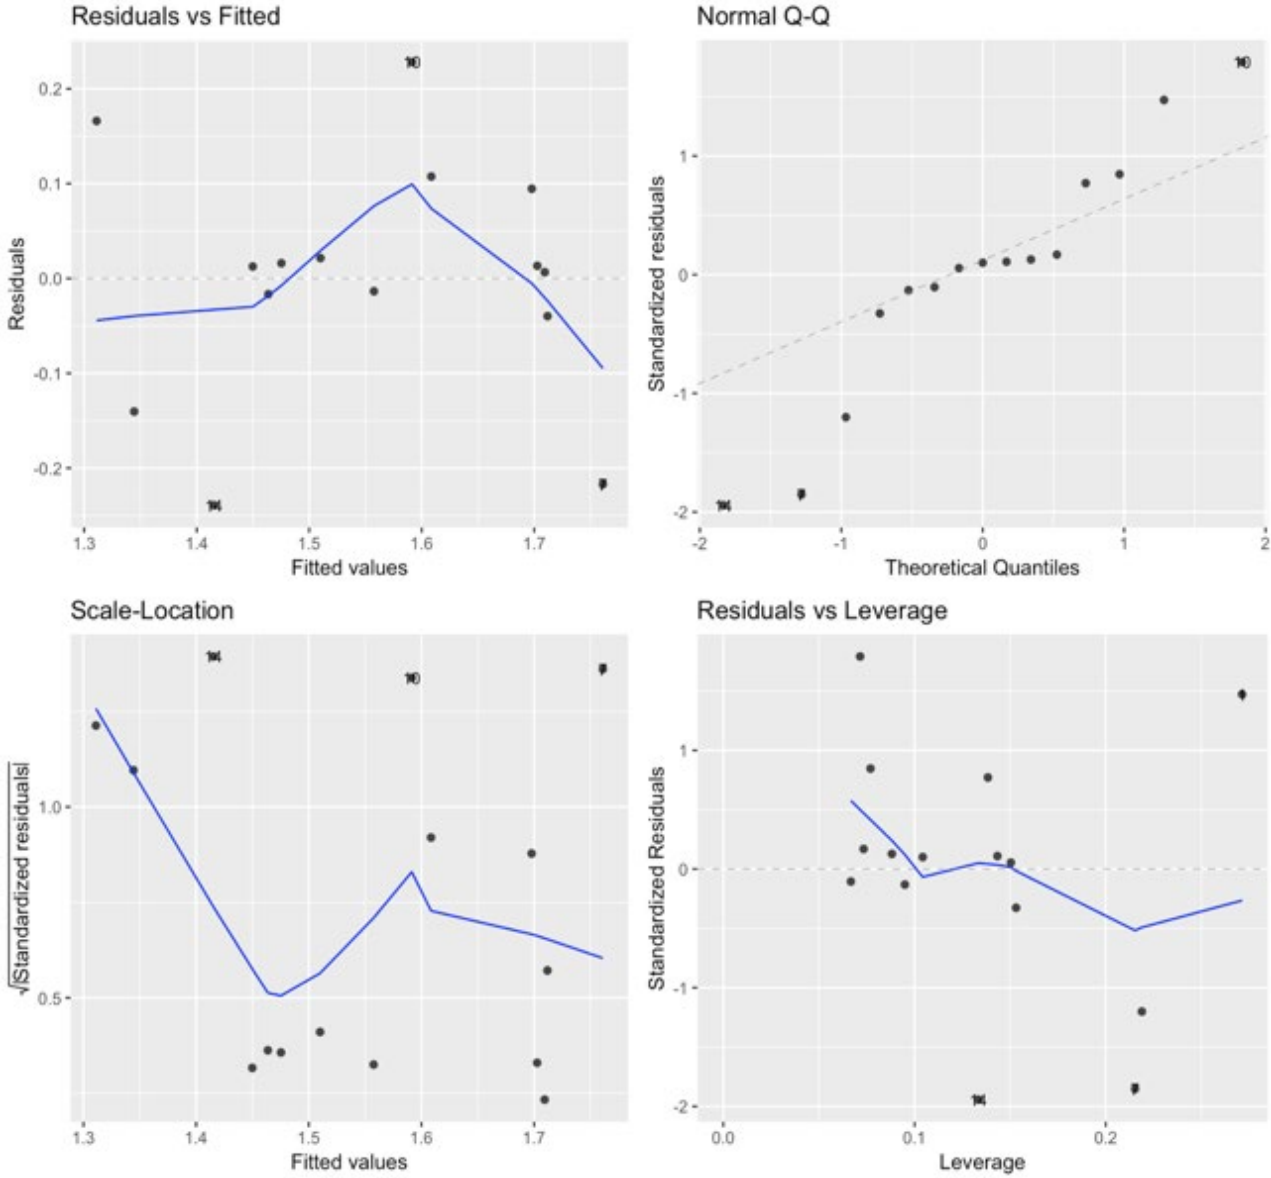 Residuals vs Fitted
Residuals
0.2
0.1
0.0
-0.1
-0.2
10
14
1.3 1.4 1.5 1.6 1.7
Fitted values
Normal Q-Q
Standardized residuals
1
0
-1
-2
10
14
-2 -1 0 1 2
Theoretical Quantiles
Scale-Location
√|Standardized residuals|
1.0
0.5
14
10
1.3 1.4 1.5 1.6 1.7
Fitted values
Residuals vs Leverage
Standardized Residuals
1
0
-1
-2
14
0.0 0.1 0.2
Leverage